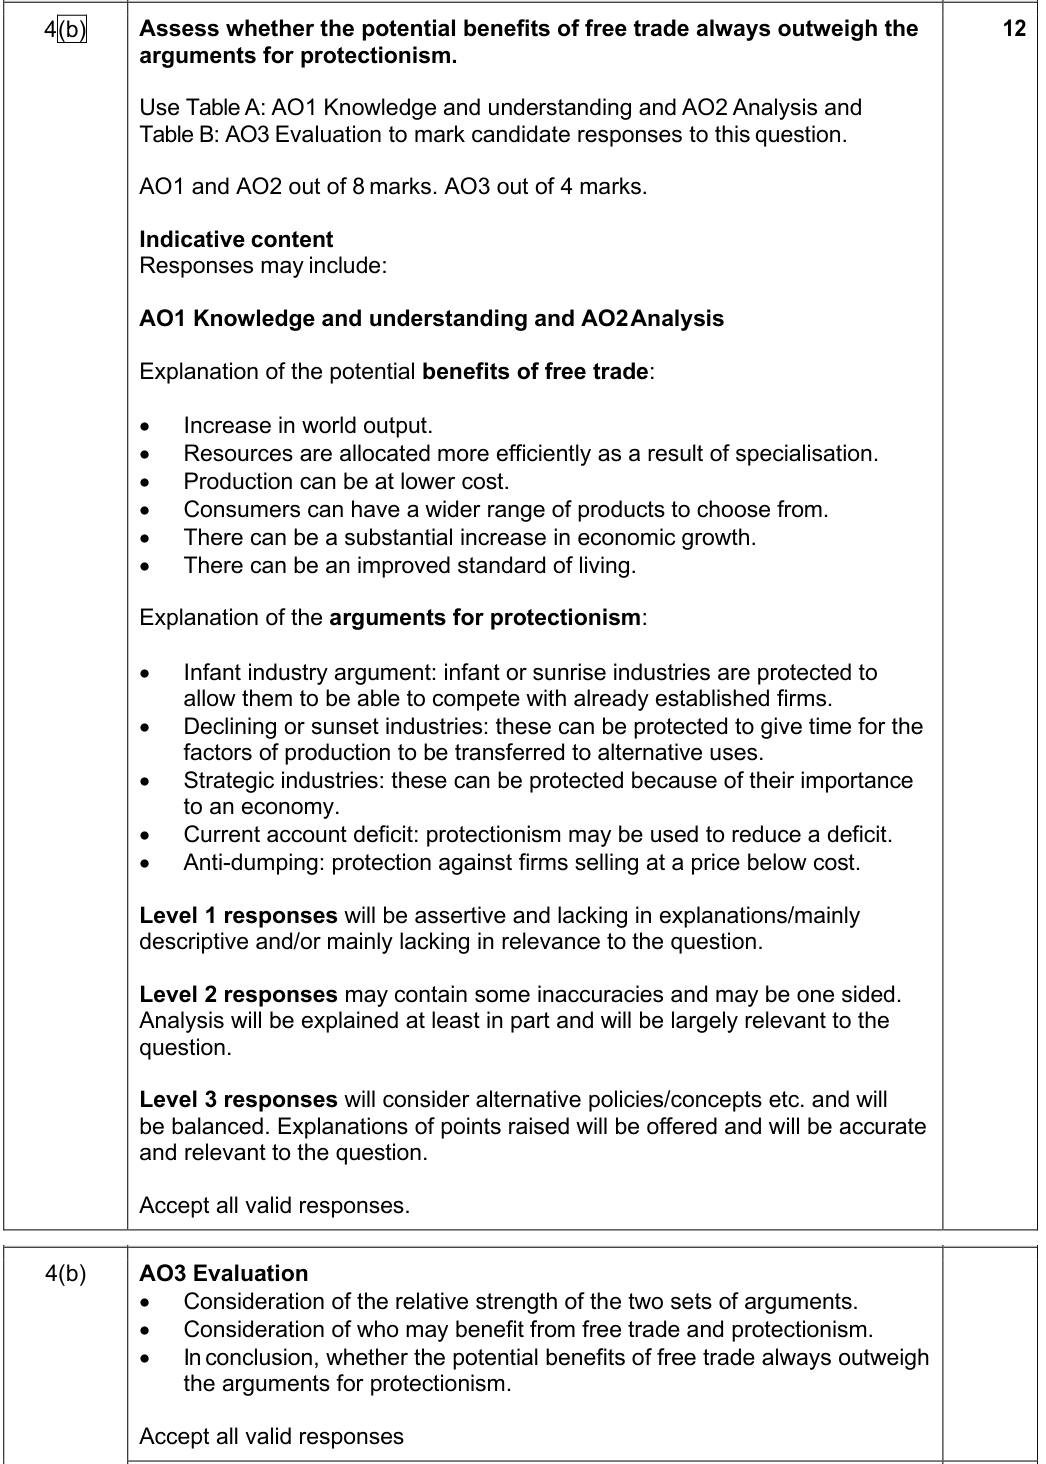 4(b)
Assess whether the potential benefits of free trade always outweigh the
arguments for protectionism.
12
Use Table A: AO1 Knowledge and understanding and AO2 Analysis and
Table B: AO3 Evaluation to mark candidate responses to this question.
AO1 and AO2 out of 8 marks. AO3 out of 4 marks.
Indicative content
Responses may include:
AO1 Knowledge and understanding and AO2 Analysis
Explanation of the potential benefits of free trade:
• Increase in world output.
• Resources are allocated more efficiently as a result of specialisation.
• Production can be at lower cost.
• Consumers can have a wider range of products to choose from.
• There can be a substantial increase in economic growth.
• There can be an improved standard of living.
Explanation of the arguments for protectionism:
• Infant industry argument: infant or sunrise industries are protected to
allow them to be able to compete with already established firms.
• Declining or sunset industries: these can be protected to give time for the
factors of production to be transferred to alternative uses.
• Strategic industries: these can be protected because of their importance
to an economy.
• Current account deficit: protectionism may be used to reduce a deficit.
• Anti-dumping: protection against firms selling at a price below cost.
Level 1 responses will be assertive and lacking in explanations/mainly
descriptive and/or mainly lacking in relevance to the question.
Level 2 responses may contain some inaccuracies and may be one sided.
Analysis will be explained at least in part and will be largely relevant to the
question.
Level 3 responses will consider alternative policies/concepts etc. and will
be balanced. Explanations of points raised will be offered and will be accurate
and relevant to the question.
Accept all valid responses.
4(b)
AO3 Evaluation
• Consideration of the relative strength of the two sets of arguments.
• Consideration of who may benefit from free trade and protectionism.
• In conclusion, whether the potential benefits of free trade always outweigh
the arguments for protectionism.
Accept all valid responses